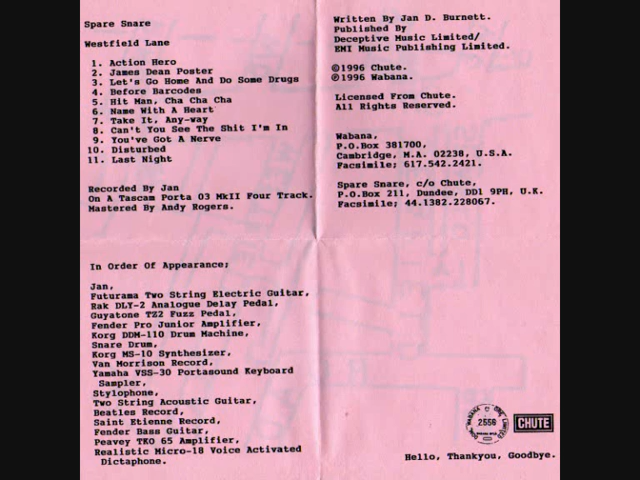 Spare Snare
Westfield Lane
1. Action Hero
2. James Dean Poster
3. Let's Go Home And Do Some Drugs
4. Before Barcodes
5. Hit Man, Cha Cha Cha
6. Name With A Heart
7. Take It, Any-way
8. Can't You See The Shit I'm In
9. You've Got A Nerve
10. Disturbed
11. Last Night
Recorded By Jan
On A Tascam Porta 03 MkII Four Track.
Mastered By Andy Rogers.
Written By Jan D. Burnett.
Published By
Deceptive Music Limited/
EMI Music Publishing Limited.
©1996 Chute.
℗1996 Wabana.
Licensed From Chute.
All Rights Reserved.
Wabana,
P.O.Box 381700,
Cambridge, M.A. 02238, U.S.A.
Facsimile; 617.542.2421.
Spare Snare, c/o Chute,
P.O.Box 211, Dundee, DD1 9PH, U.K.
Facsimile; 44.1382.228067.
In Order Of Appearance;
Jan,
Futurama Two String Electric Guitar,
Rak DLY-2 Analogue Delay Pedal,
Guyatone TZ2 Fuzz Pedal,
Fender Pro Junior Amplifier,
Korg DDM-110 Drum Machine,
Snare Drum,
Korg MS-10 Synthesizer,
Van Morrison Record,
Yamaha VSS-30 Portasound Keyboard
Sampler,
Stylophone,
Two String Acoustic Guitar,
Beatles Record,
Saint Etienne Record,
Fender Bass Guitar,
Peavey TKO 65 Amplifier,
Realistic Micro-18 Voice Activated
Dictaphone.
WABANA
2556
CHUTE
Hello, Thankyou, Goodbye.